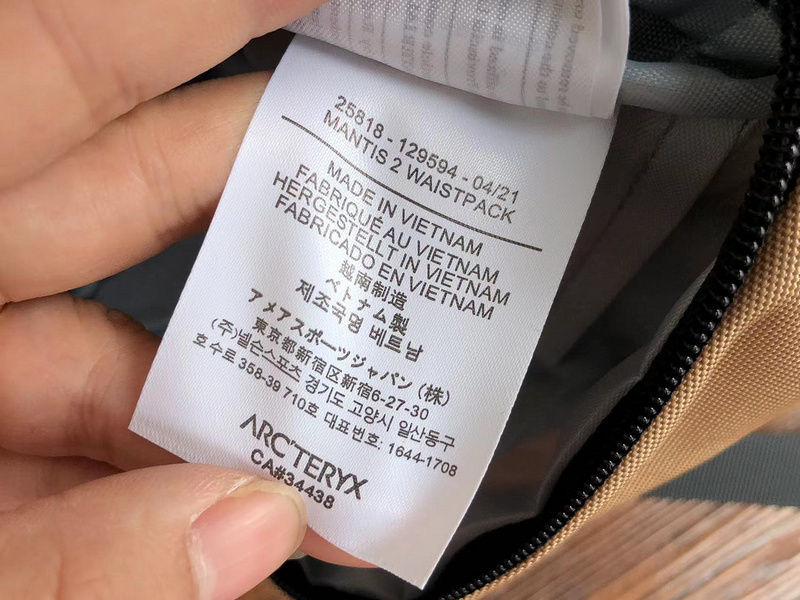 25818 - 129594 - 04/21
MANTIS 2 WAISTPACK
MADE IN VIETNAM
FABRIQUÉ AU VIETNAM
HERGESTELLT IN VIETNAM
FABRICADO EN VIETNAM
越南制造
ベトナム製
제조국명 베트남
アメアスポーツジャパン (株)
東京都新宿区新宿6-27-30
(주)넬슨스포츠 경기도 고양시 일산동구
호수로 358-39 710호 대표번호: 1644-1708
ARC'TERYX
CA#34438